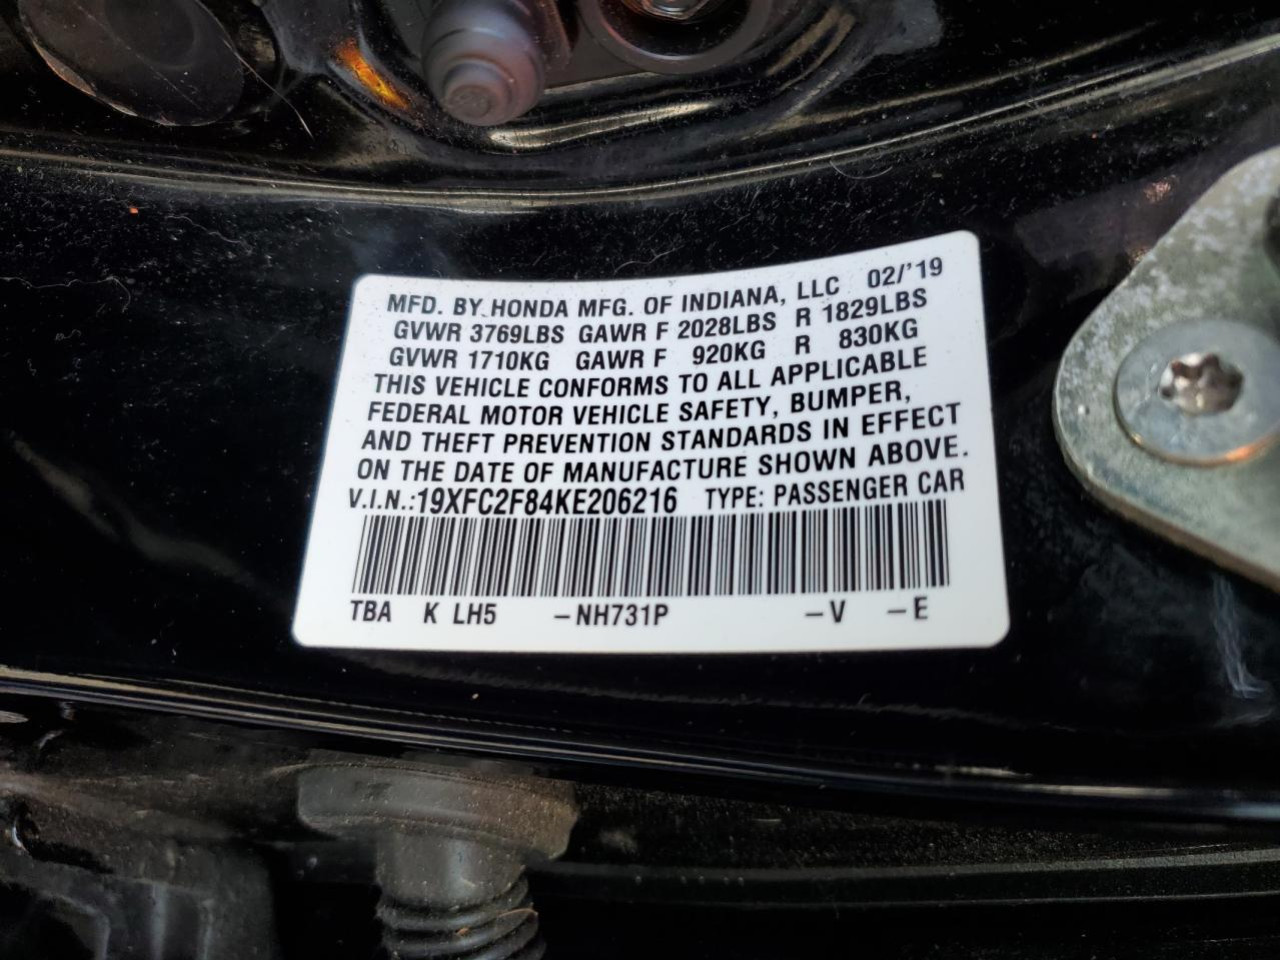 MFD. BY HONDA MFG. OF INDIANA, LLC 02/'19
GVWR 3769LBS GAWR F 2028LBS R 1829LBS
GVWR 1710KG GAWR F 920KG R 830KG
THIS VEHICLE CONFORMS TO ALL APPLICABLE
FEDERAL MOTOR VEHICLE SAFETY, BUMPER,
AND THEFT PREVENTION STANDARDS IN EFFECT
ON THE DATE OF MANUFACTURE SHOWN ABOVE.
V.I.N.:19XFC2F84KE206216 TYPE: PASSENGER CAR
TBA K LH5 –NH731P –V –E